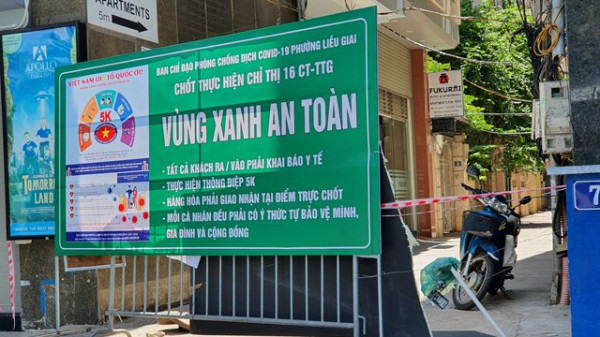 APARTMENTS
5m
BAN CHỈ ĐẠO PHÒNG CHỐNG DỊCH COVID-19 PHƯỜNG LIỄU GIAI
CHỐT THỰC HIỆN CHỈ THỊ 16 CT-TTG
VÙNG XANH AN TOÀN
- TẤT CẢ KHÁCH RA / VÀO PHẢI KHAI BÁO Y TẾ
- THỰC HIỆN THÔNG ĐIỆP 5K
- HÀNG HÓA PHẢI GIAO NHẬN TẠI ĐIỂM TRỰC CHỐT
- MỖI CÁ NHÂN ĐỀU PHẢI CÓ Ý THỨC TỰ BẢO VỆ MÌNH,
GIA ĐÌNH VÀ CỘNG ĐỒNG
5K
APOLLO
TOMORROW
LAND
FUKURAI
7